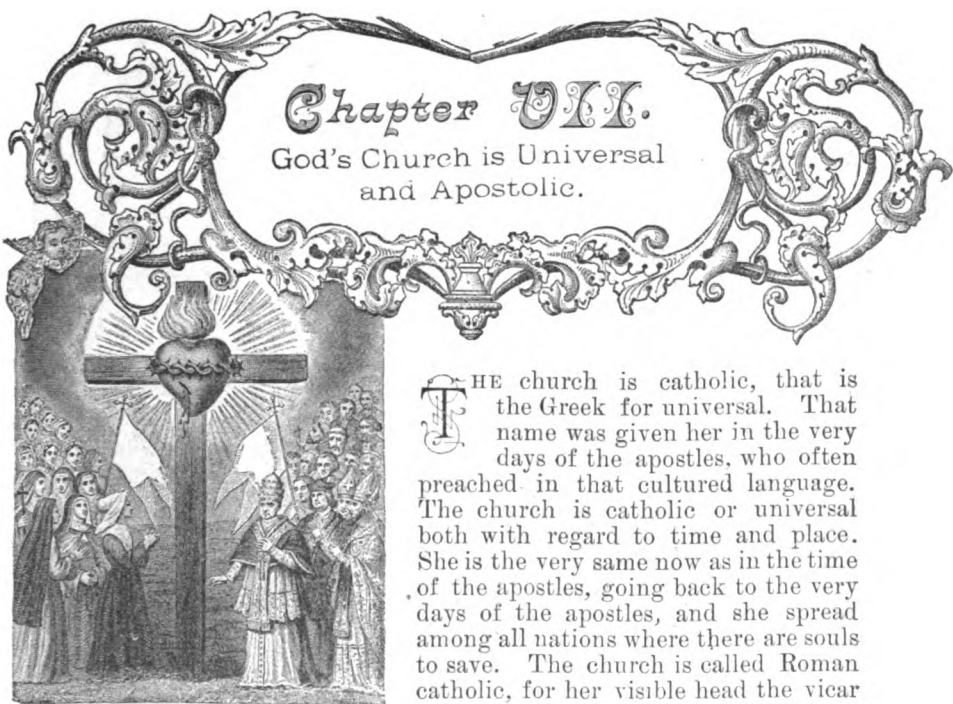 Chapter VII.
God's Church is Universal
and Apostolic.
THE church is catholic, that is
the Greek for universal. That
name was given her in the very
days of the apostles, who often
preached in that cultured language.
The church is catholic or universal
both with regard to time and place.
She is the very same now as in the time
of the apostles, going back to the very
days of the apostles, and she spread
among all nations where there are souls
to save. The church is called Roman
catholic, for her visible head the vicar